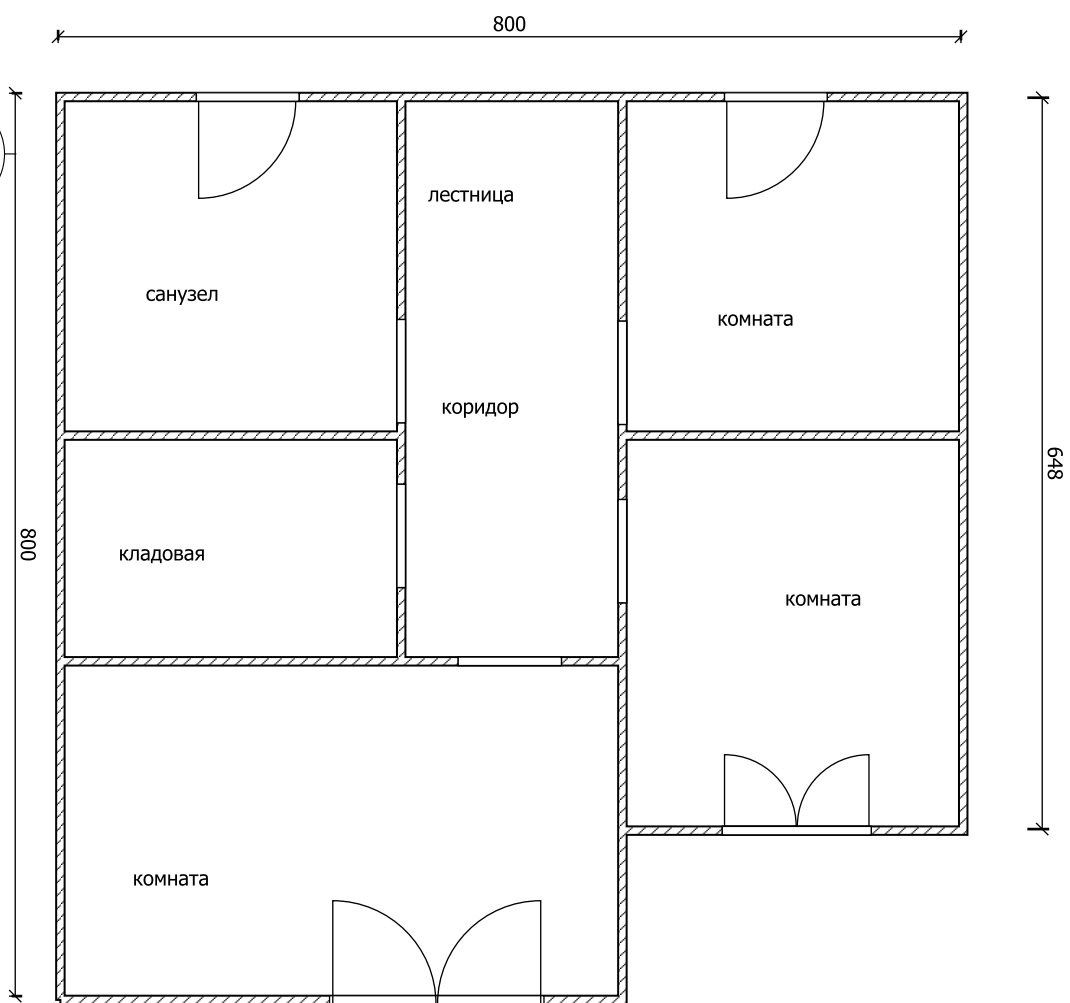 800
лестница
санузел
комната
коридор
648
800
кладовая
комната
комната